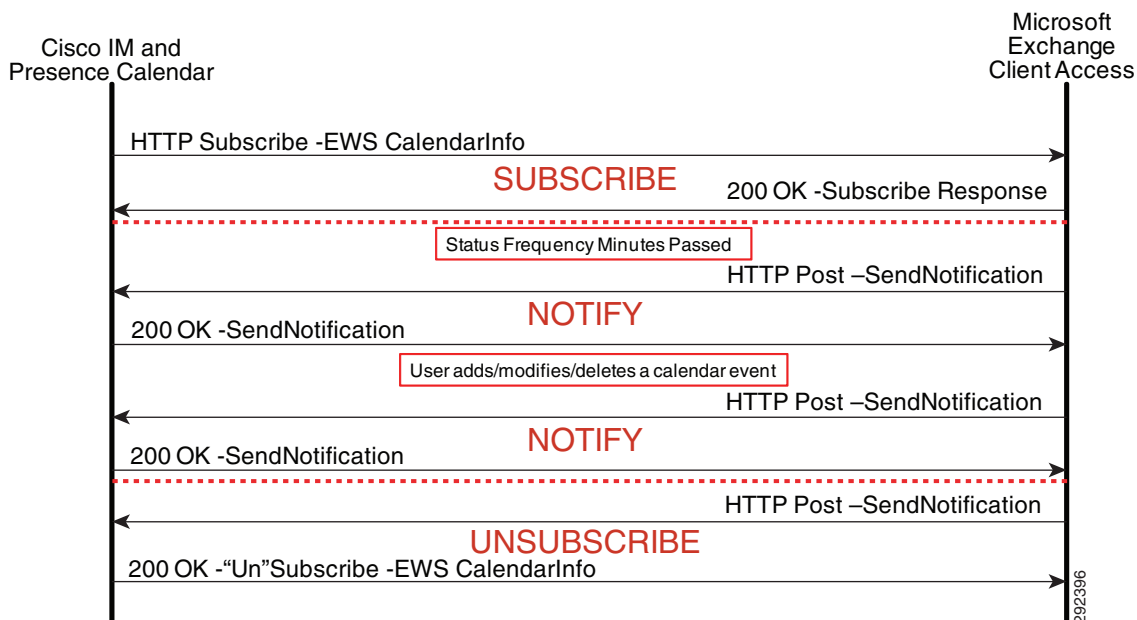 Cisco IM and
Presence Calendar
Microsoft
Exchange
Client Access
HTTP Subscribe -EWS CalendarInfo
SUBSCRIBE
200 OK -Subscribe Response
Status Frequency Minutes Passed
HTTP Post –SendNotification
NOTIFY
200 OK -SendNotification
User adds/modifies/deletes a calendar event
HTTP Post –SendNotification
NOTIFY
200 OK -SendNotification
HTTP Post –SendNotification
UNSUBSCRIBE
200 OK -“Un”Subscribe -EWS CalendarInfo
292396